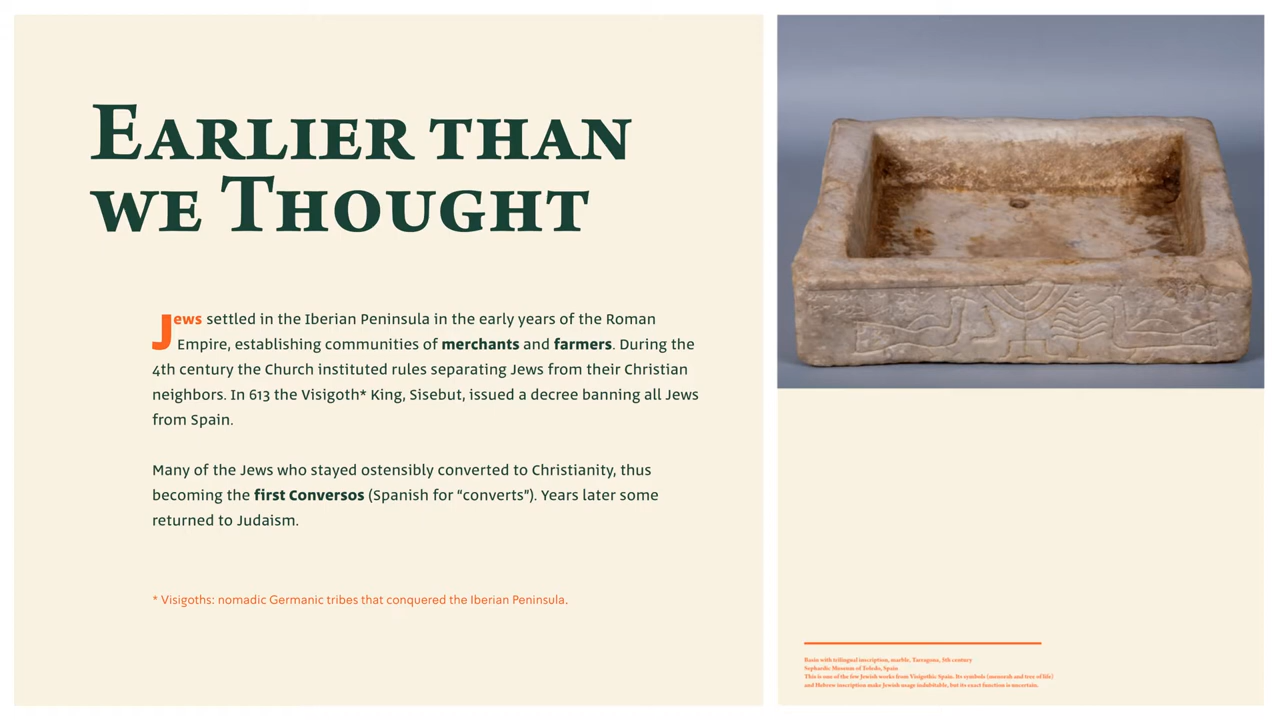 Earlier than
we Thought
Jews settled in the Iberian Peninsula in the early years of the Roman
Empire, establishing communities of merchants and farmers. During the
4th century the Church instituted rules separating Jews from their Christian
neighbors. In 613 the Visigoth* King, Sisebut, issued a decree banning all Jews
from Spain.
Many of the Jews who stayed ostensibly converted to Christianity, thus
becoming the first Conversos (Spanish for “converts”). Years later some
returned to Judaism.
* Visigoths: nomadic Germanic tribes that conquered the Iberian Peninsula.
Basin with trilingual inscription, marble, Tarragona, 5th century
Sephardic Museum of Toledo, Spain
This is one of the few Jewish works from Visigothic Spain. Its symbols (menorah and tree of life)
and Hebrew inscription make Jewish usage indubitable, but its exact function is uncertain.